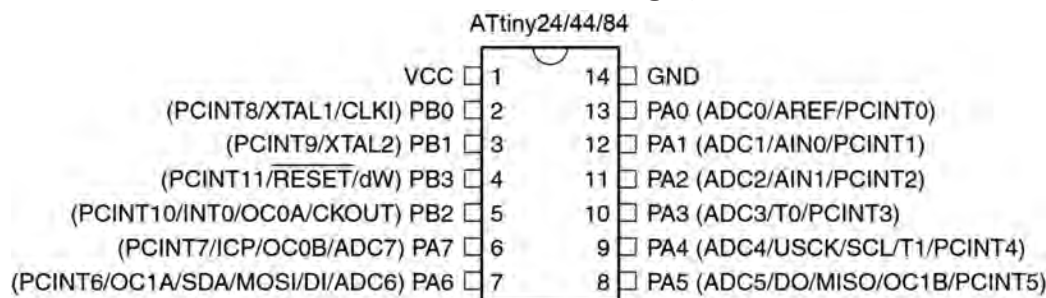 ATtiny24/44/84
VCC 1 14 GND
(PCINT8/XTAL1/CLKI) PB0 2 13 PA0 (ADC0/AREF/PCINT0)
(PCINT9/XTAL2) PB1 3 12 PA1 (ADC1/AIN0/PCINT1)
(PCINT11/RESET/dW) PB3 4 11 PA2 (ADC2/AIN1/PCINT2)
(PCINT10/INT0/OC0A/CKOUT) PB2 5 10 PA3 (ADC3/T0/PCINT3)
(PCINT7/ICP/OC0B/ADC7) PA7 6 9 PA4 (ADC4/USCK/SCL/T1/PCINT4)
(PCINT6/OC1A/SDA/MOSI/DI/ADC6) PA6 7 8 PA5 (ADC5/DO/MISO/OC1B/PCINT5)